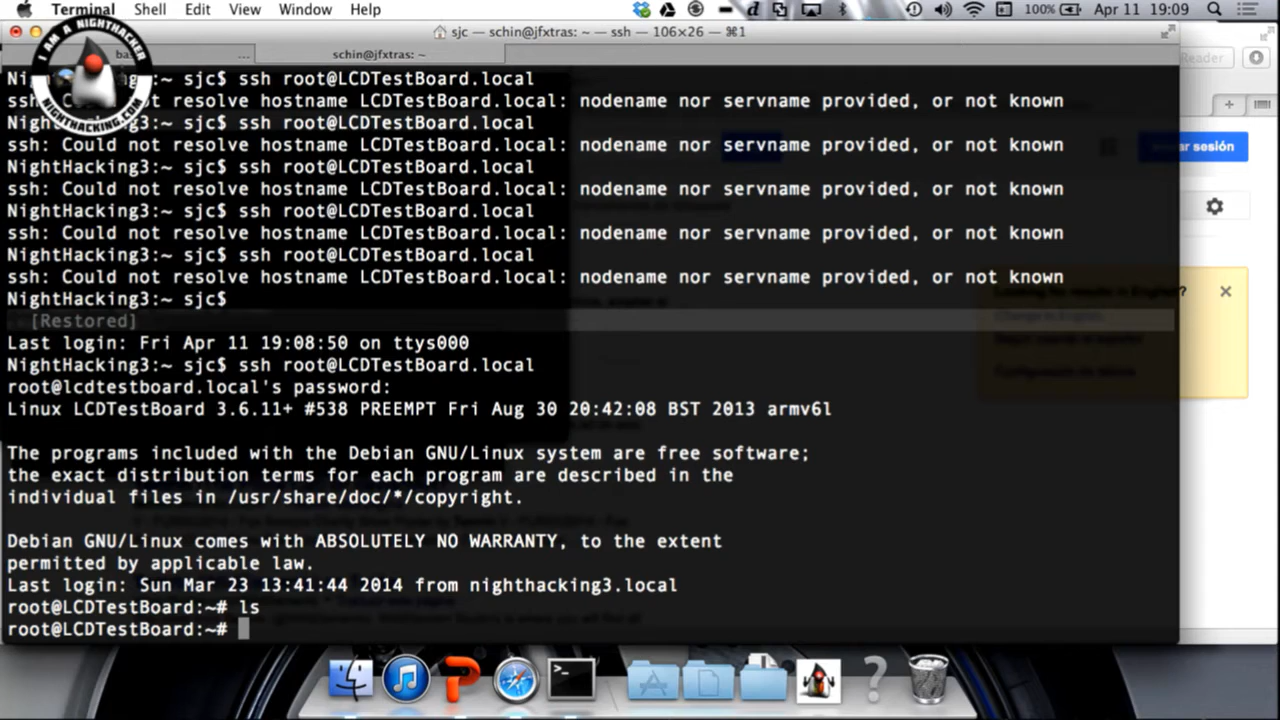 Terminal Shell Edit View Window Help 100% Apr 11 19:09
I AM A NIGHTHACKER
NIGHTHACKING.COM
sjc — schin@jfxtras: ~ — ssh — 106×26 — ⌘1
schin@jfxtras: ~
Reader
ssh root@LCDTestBoard.local
ssh: Could not resolve hostname LCDTestBoard.local: nodename nor servname provided, or not known
NightHacking3:~ sjc$ ssh root@LCDTestBoard.local
ssh: Could not resolve hostname LCDTestBoard.local: nodename nor servname provided, or not known
NightHacking3:~ sjc$ ssh root@LCDTestBoard.local
ssh: Could not resolve hostname LCDTestBoard.local: nodename nor servname provided, or not known
NightHacking3:~ sjc$ ssh root@LCDTestBoard.local
ssh: Could not resolve hostname LCDTestBoard.local: nodename nor servname provided, or not known
NightHacking3:~ sjc$ ssh root@LCDTestBoard.local
ssh: Could not resolve hostname LCDTestBoard.local: nodename nor servname provided, or not known
NightHacking3:~ sjc$
[Restored]
Last login: Fri Apr 11 19:08:50 on ttys000
NightHacking3:~ sjc$ ssh root@LCDTestBoard.local
root@lcdtestboard.local's password:
Linux LCDTestBoard 3.6.11+ #538 PREEMPT Fri Aug 30 20:42:08 BST 2013 armv6l
The programs included with the Debian GNU/Linux system are free software;
the exact distribution terms for each program are described in the
individual files in /usr/share/doc/*/copyright.
Debian GNU/Linux comes with ABSOLUTELY NO WARRANTY, to the extent
permitted by applicable law.
Last login: Sun Mar 23 13:41:44 2014 from nighthacking3.local
root@LCDTestBoard:~# ls
root@LCDTestBoard:~#
sesión